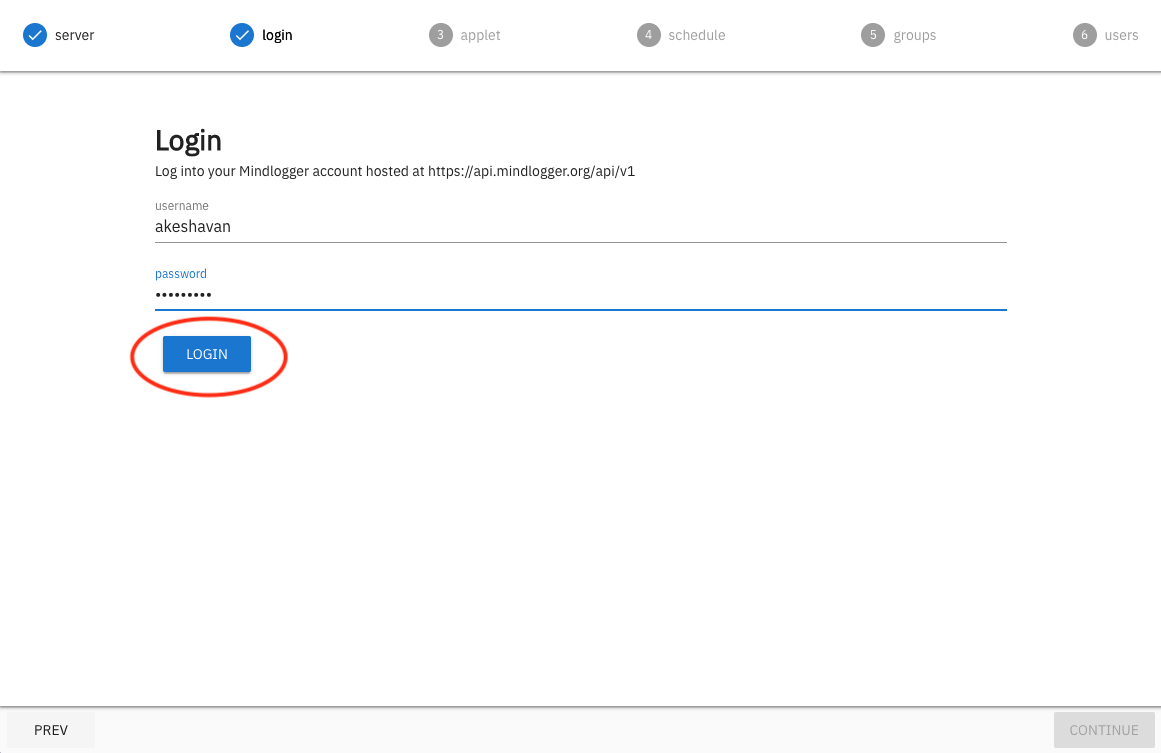 server login 3 applet 4 schedule 5 groups 6 users
Login
Log into your Mindlogger account hosted at https://api.mindlogger.org/api/v1
username
akeshavan
password
•••••••••
LOGIN
PREV CONTINUE